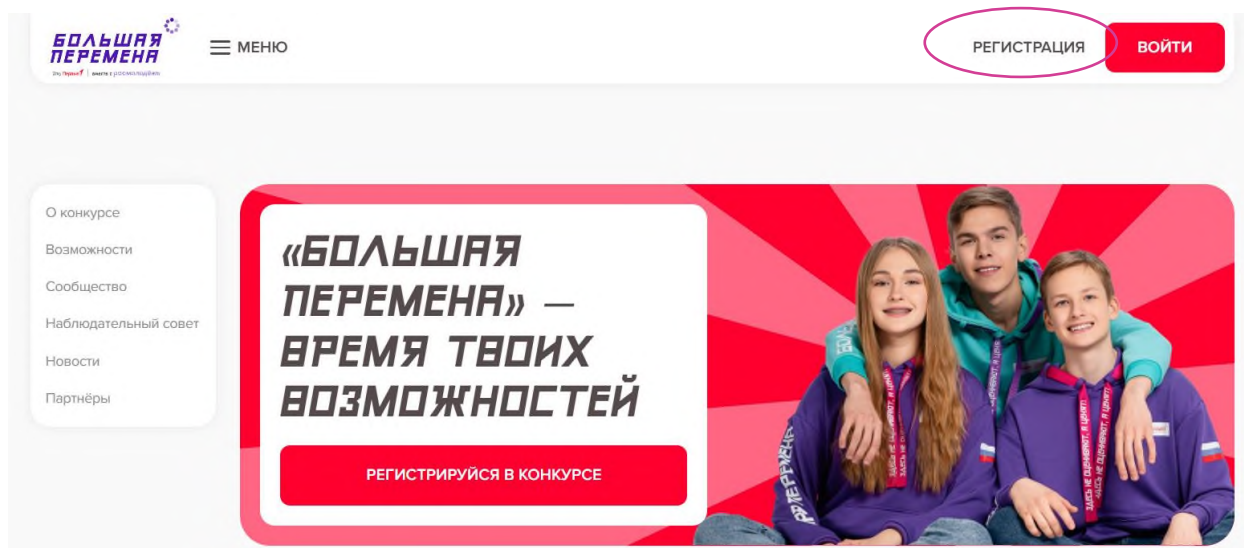 БОЛЬШАЯ
ПЕРЕМЕНА
МЕНЮ
РЕГИСТРАЦИЯ
ВОЙТИ
О конкурсе
Возможности
Сообщество
Наблюдательный совет
Новости
Партнёры
«БОЛЬШАЯ
ПЕРЕМЕНА» —
ВРЕМЯ ТВОИХ
ВОЗМОЖНОСТЕЙ
РЕГИСТРИРУЙСЯ В КОНКУРСЕ